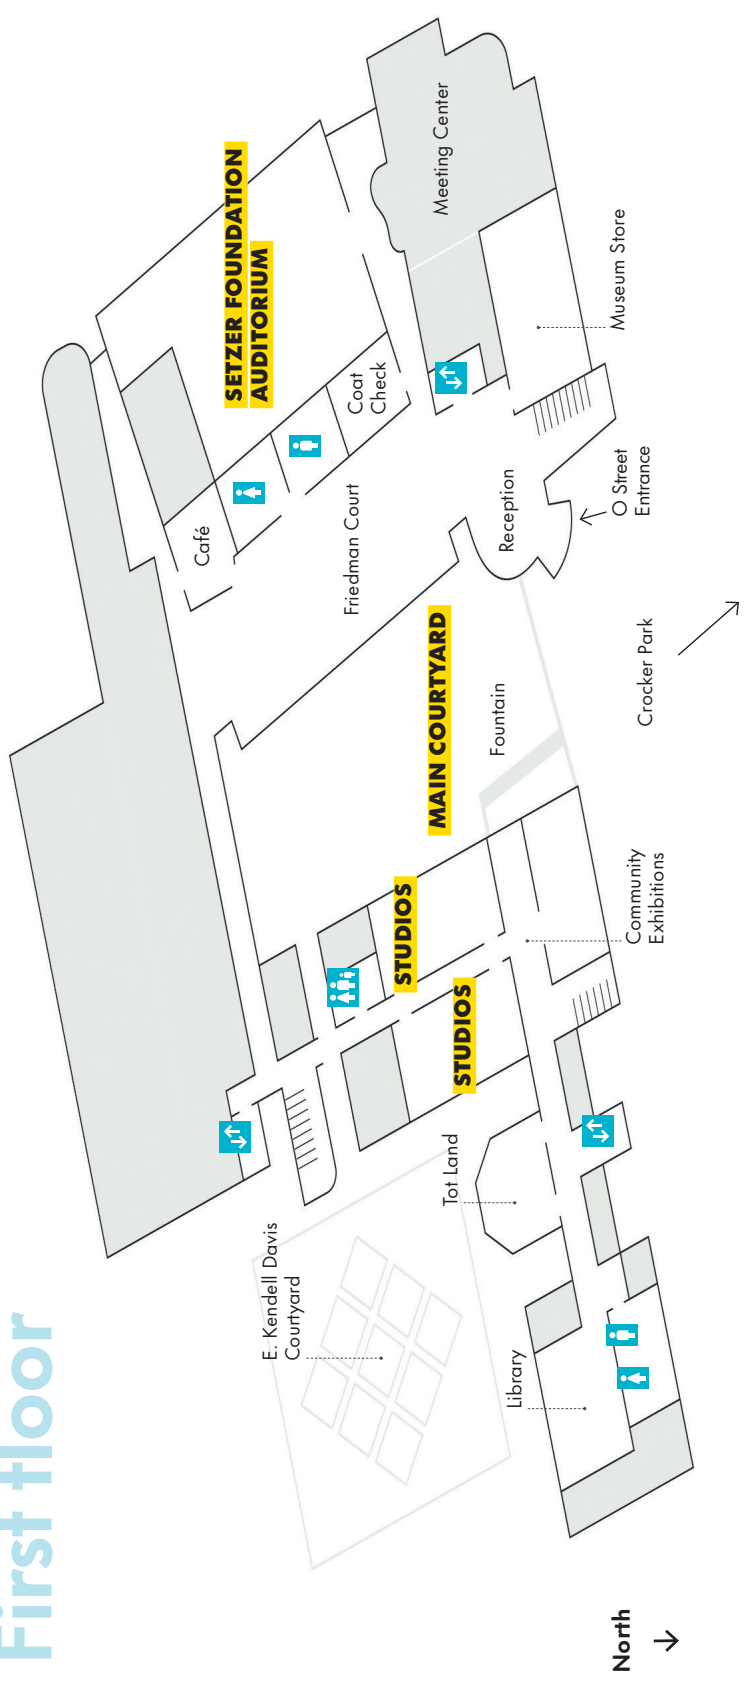 First floor
E. Kendell Davis
Courtyard
Library
Tot Land
STUDIOS
STUDIOS
Community
Exhibitions
MAIN COURTYARD
Fountain
Crocker Park
Café
Friedman Court
Reception
O Street
Entrance
SETZER FOUNDATION
AUDITORIUM
Coat
Check
Meeting Center
Museum Store
North